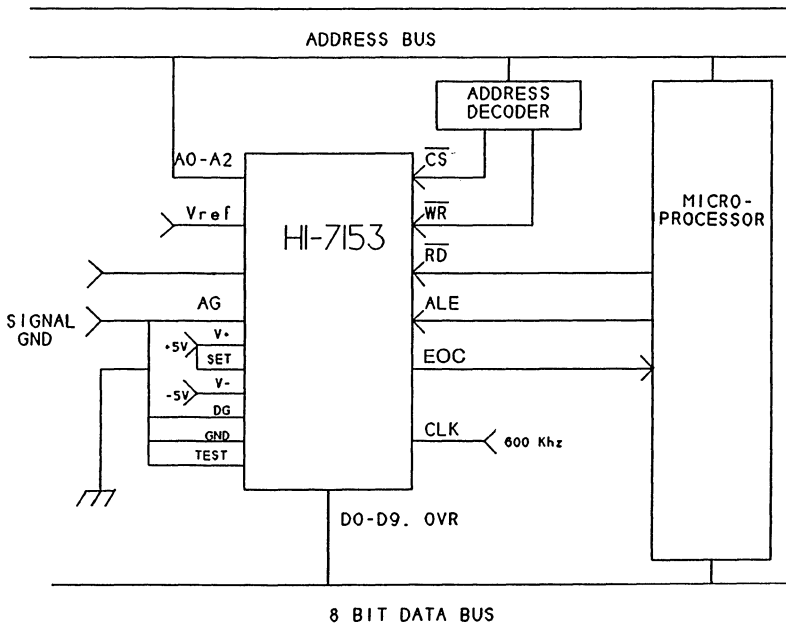 ADDRESS BUS
ADDRESS
DECODER
A0-A2
CS
MICRO-
PROCESSOR
Vref
HI-7153
WR
RD
AG
ALE
SIGNAL
GND
V+
+5V
SET
EOC
V-
-5V
DG
GND
CLK
600 Khz
TEST
D0-D9. OVR
8 BIT DATA BUS